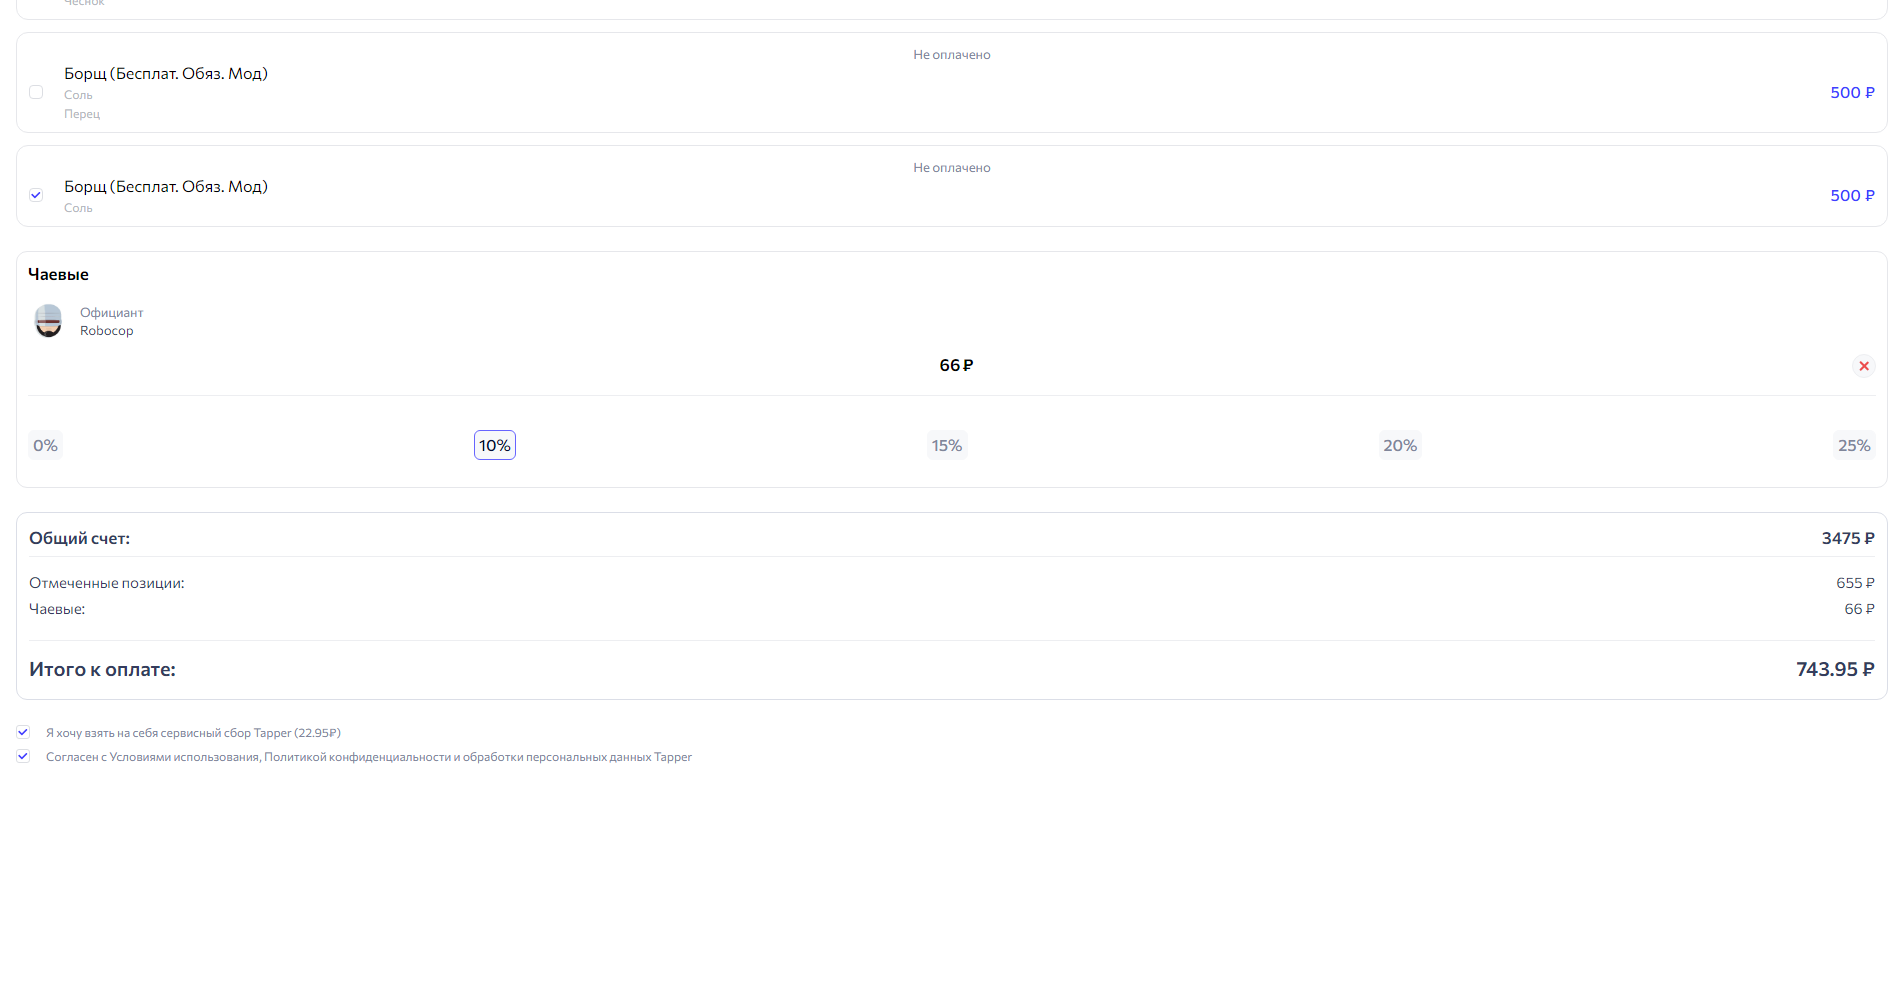 Чеснок
Не оплачено
Борщ (Бесплат. Обяз. Мод)
Соль
Перец
500 ₽
Не оплачено
Борщ (Бесплат. Обяз. Мод)
Соль
500 ₽
Чаевые
Официант
Robocop
66 ₽
0%
10%
15%
20%
25%
Общий счет: 3475 ₽
Отмеченные позиции: 655 ₽
Чаевые: 66 ₽
Итого к оплате: 743.95 ₽
Я хочу взять на себя сервисный сбор Tapper (22.95₽)
Согласен с Условиями использования, Политикой конфиденциальности и обработки персональных данных Tapper